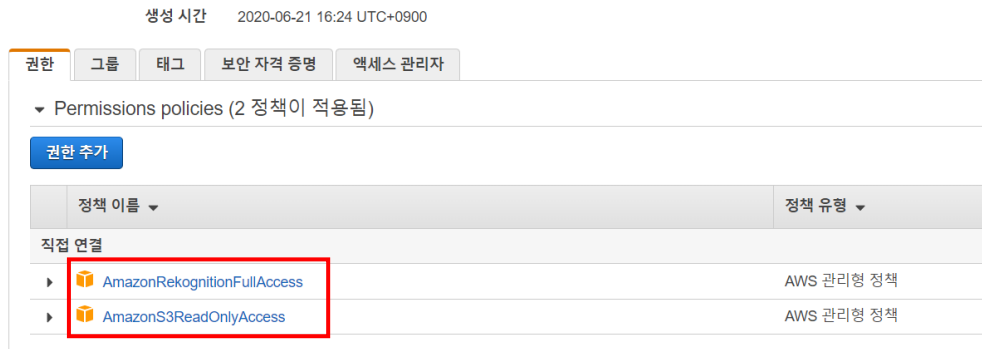 생성 시간 2020-06-21 16:24 UTC+0900
권한 그룹 태그 보안 자격 증명 액세스 관리자
Permissions policies (2 정책이 적용됨)
권한 추가
정책 이름 정책 유형
직접 연결
AmazonRekognitionFullAccess AWS 관리형 정책
AmazonS3ReadOnlyAccess AWS 관리형 정책